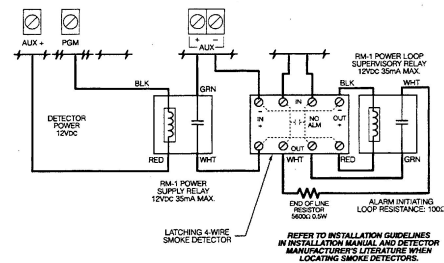 AUX +
PGM
+ -
AUX
DETECTOR
POWER
12VDC
BLK
GRN
RED
WHT
RM-1 POWER
SUPPLY RELAY
12VDC 35mA MAX.
LATCHING 4-WIRE
SMOKE DETECTOR
-
IN
-
IN
+
NO
ALM
OUT
+
OUT
WHT
RED
BLK
RM-1 POWER LOOP
SUPERVISORY RELAY
12VDC 35mA MAX.
WHT
GRN
END OF LINE
RESISTOR
5600Ω 0.5W
ALARM INITIATING
LOOP RESISTANCE: 100Ω
REFER TO INSTALLATION GUIDELINES
IN INSTALLATION MANUAL AND DETECTOR
MANUFACTURER'S LITERATURE WHEN
LOCATING SMOKE DETECTORS.